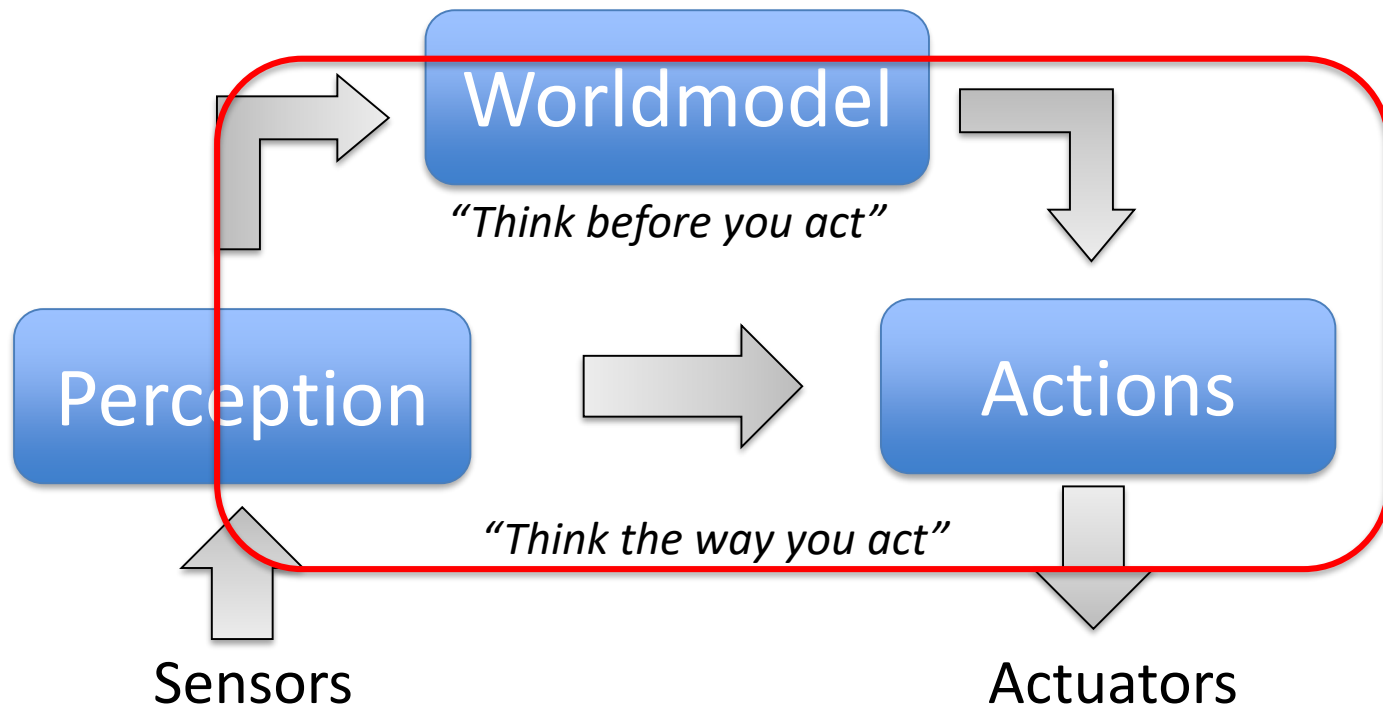 Worldmodel
“Think before you act”
Perception
Actions
“Think the way you act”
Sensors
Actuators